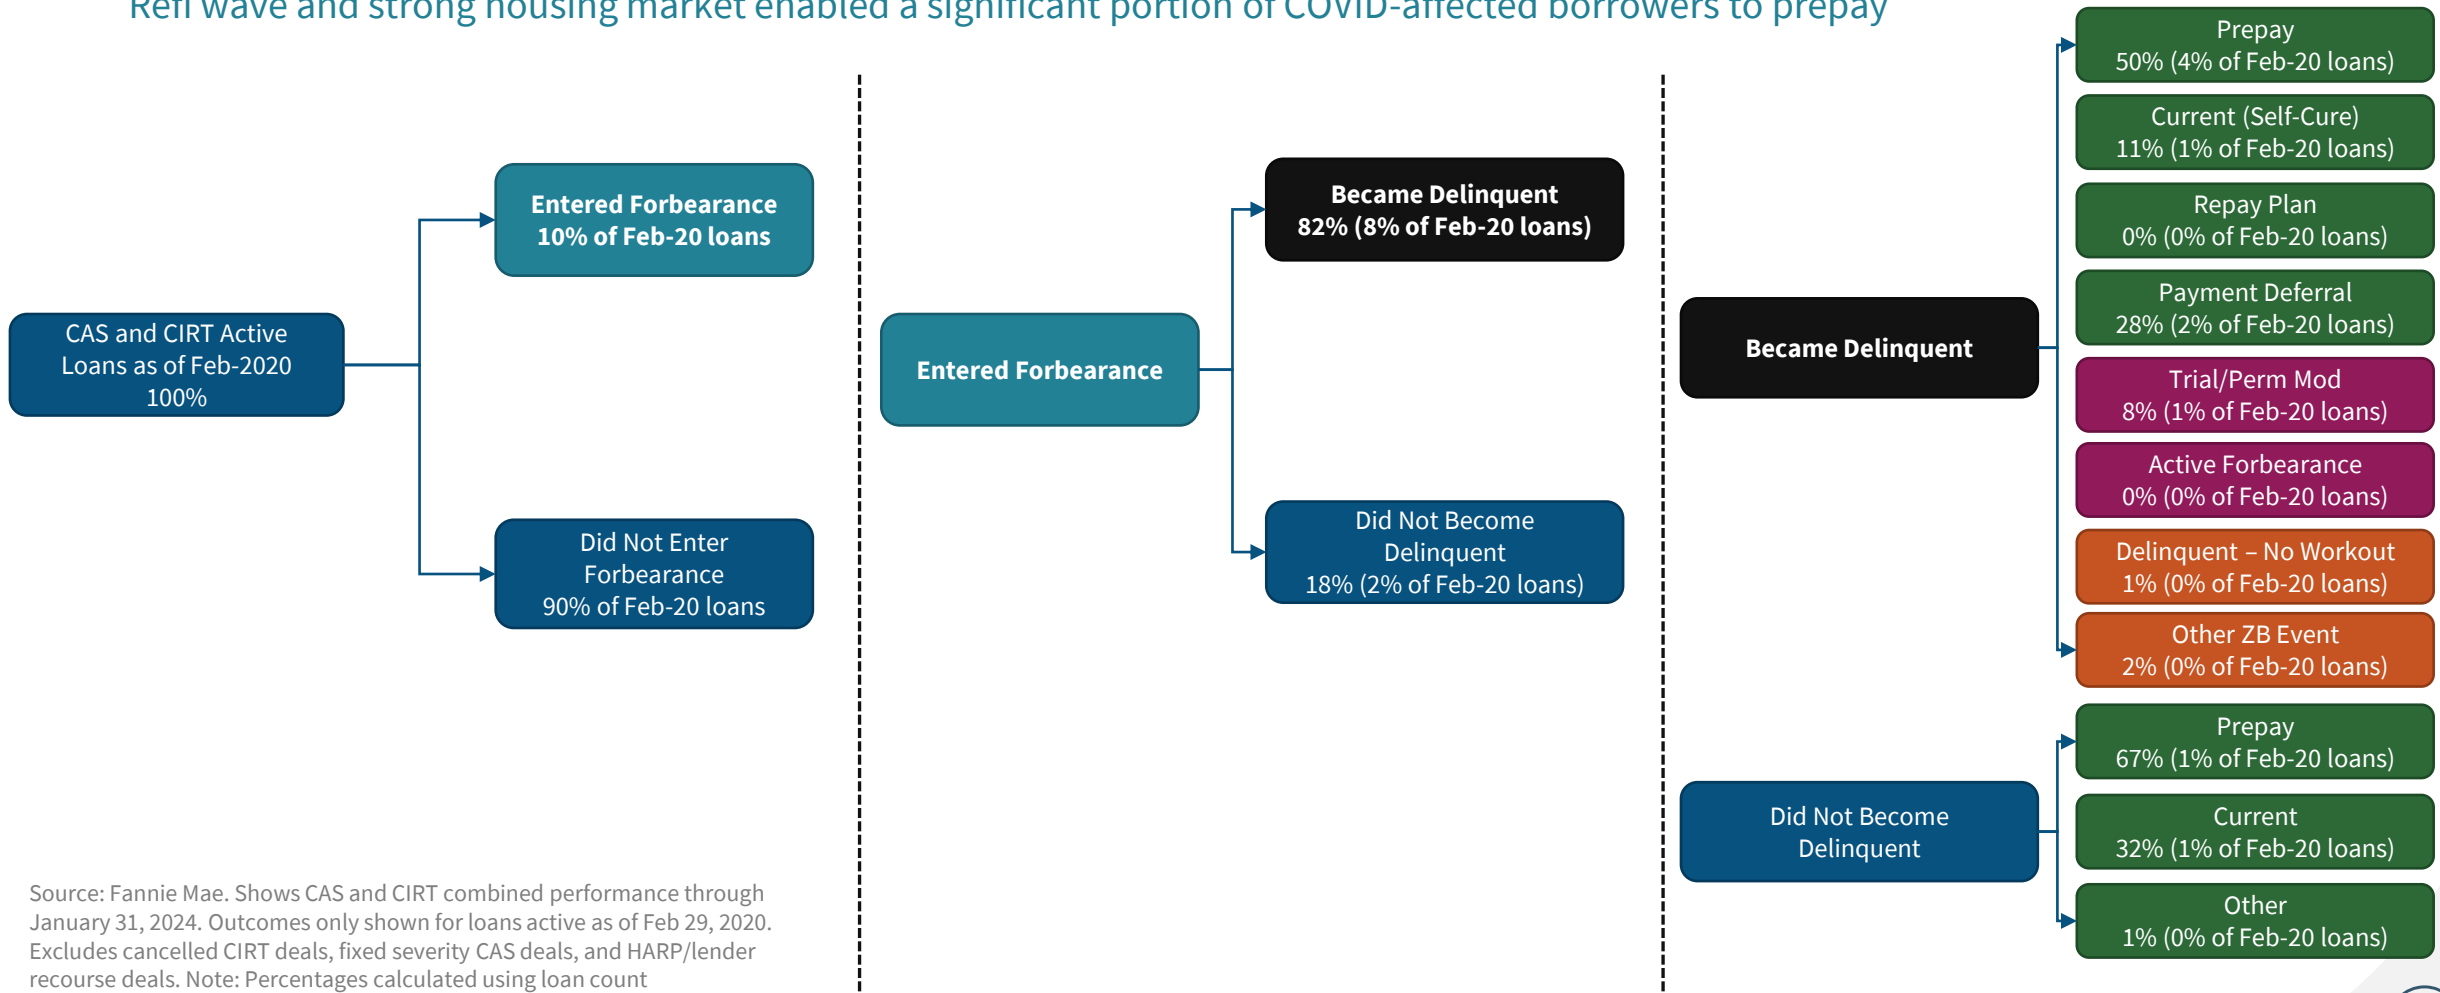 Refi wave and strong housing market enabled a significant portion of COVID-affected borrowers to prepay
CAS and CIRT Active
Loans as of Feb-2020
100%
Entered Forbearance
10% of Feb-20 loans
Did Not Enter
Forbearance
90% of Feb-20 loans
Entered Forbearance
Became Delinquent
82% (8% of Feb-20 loans)
Did Not Become
Delinquent
18% (2% of Feb-20 loans)
Became Delinquent
Prepay
50% (4% of Feb-20 loans)
Current (Self-Cure)
11% (1% of Feb-20 loans)
Repay Plan
0% (0% of Feb-20 loans)
Payment Deferral
28% (2% of Feb-20 loans)
Trial/Perm Mod
8% (1% of Feb-20 loans)
Active Forbearance
0% (0% of Feb-20 loans)
Delinquent – No Workout
1% (0% of Feb-20 loans)
Other ZB Event
2% (0% of Feb-20 loans)
Did Not Become
Delinquent
Prepay
67% (1% of Feb-20 loans)
Current
32% (1% of Feb-20 loans)
Other
1% (0% of Feb-20 loans)
Source: Fannie Mae. Shows CAS and CIRT combined performance through
January 31, 2024. Outcomes only shown for loans active as of Feb 29, 2020.
Excludes cancelled CIRT deals, fixed severity CAS deals, and HARP/lender
recourse deals. Note: Percentages calculated using loan count